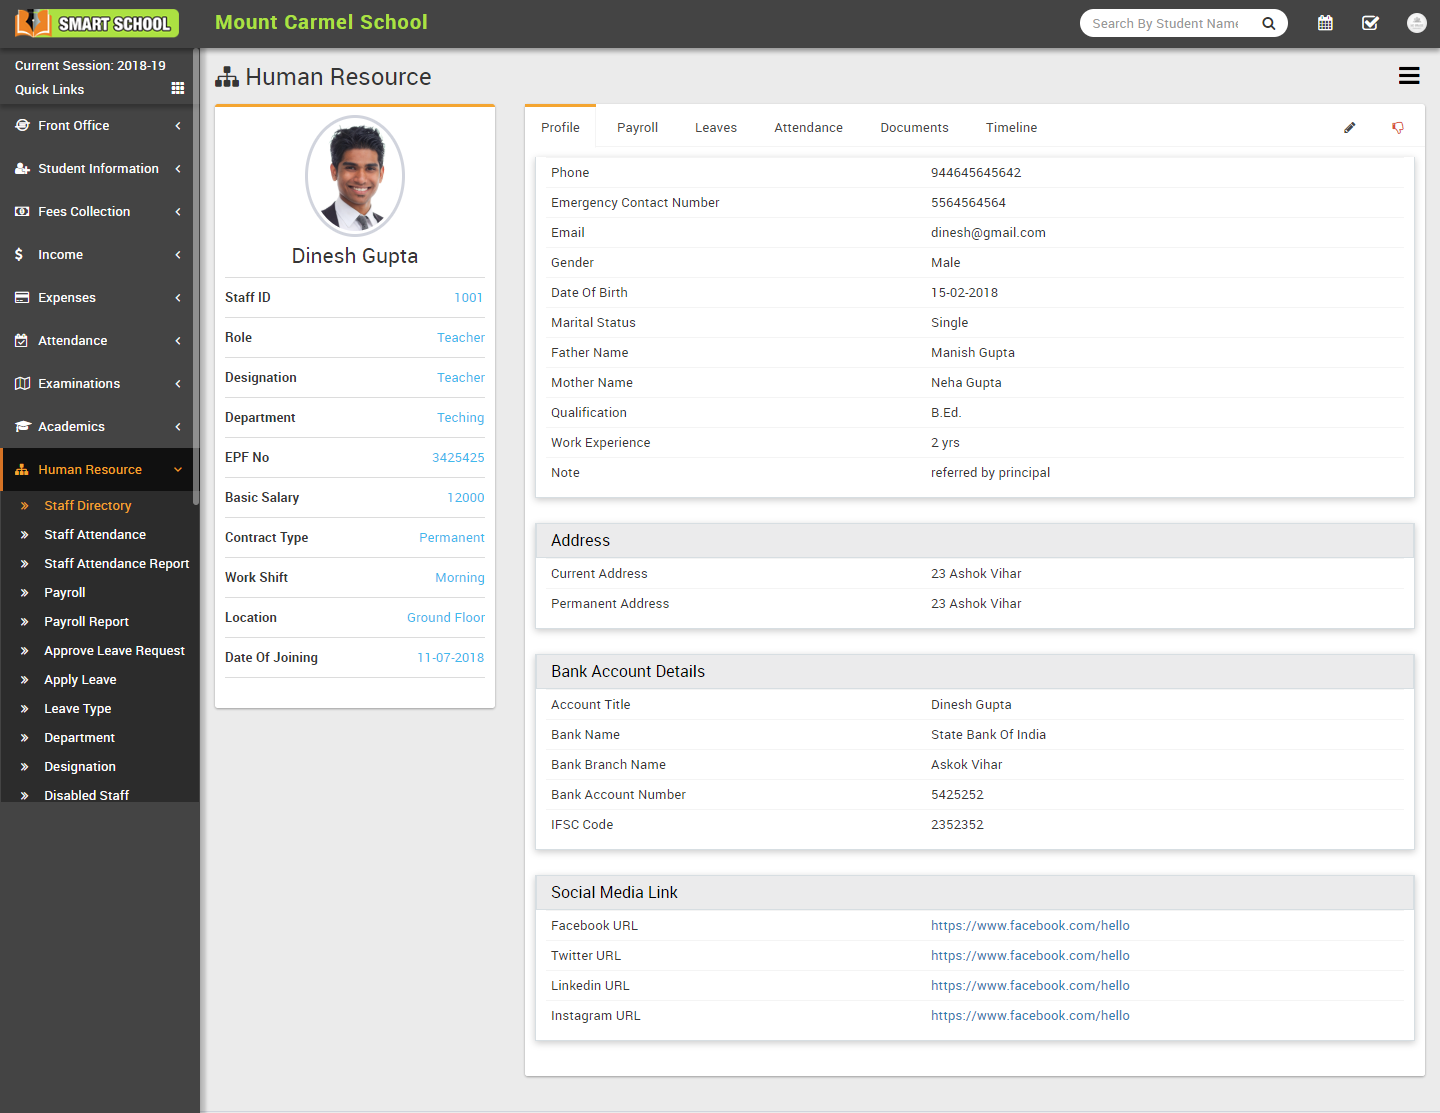 SMART SCHOOL
Mount Carmel School
Search By Student Name
Current Session: 2018-19
Quick Links
Front Office
Student Information
Fees Collection
Income
Expenses
Attendance
Examinations
Academics
Human Resource
Staff Directory
Staff Attendance
Staff Attendance Report
Payroll
Payroll Report
Approve Leave Request
Apply Leave
Leave Type
Department
Designation
Disabled Staff
Human Resource
Dinesh Gupta
Staff ID 1001
Role Teacher
Designation Teacher
Department Teching
EPF No 3425425
Basic Salary 12000
Contract Type Permanent
Work Shift Morning
Location Ground Floor
Date Of Joining 11-07-2018
Profile Payroll Leaves Attendance Documents Timeline
Phone 944645645642
Emergency Contact Number 5564564564
Email dinesh@gmail.com
Gender Male
Date Of Birth 15-02-2018
Marital Status Single
Father Name Manish Gupta
Mother Name Neha Gupta
Qualification B.Ed.
Work Experience 2 yrs
Note referred by principal
Address
Current Address 23 Ashok Vihar
Permanent Address 23 Ashok Vihar
Bank Account Details
Account Title Dinesh Gupta
Bank Name State Bank Of India
Bank Branch Name Askok Vihar
Bank Account Number 5425252
IFSC Code 2352352
Social Media Link
Facebook URL https://www.facebook.com/hello
Twitter URL https://www.facebook.com/hello
Linkedin URL https://www.facebook.com/hello
Instagram URL https://www.facebook.com/hello